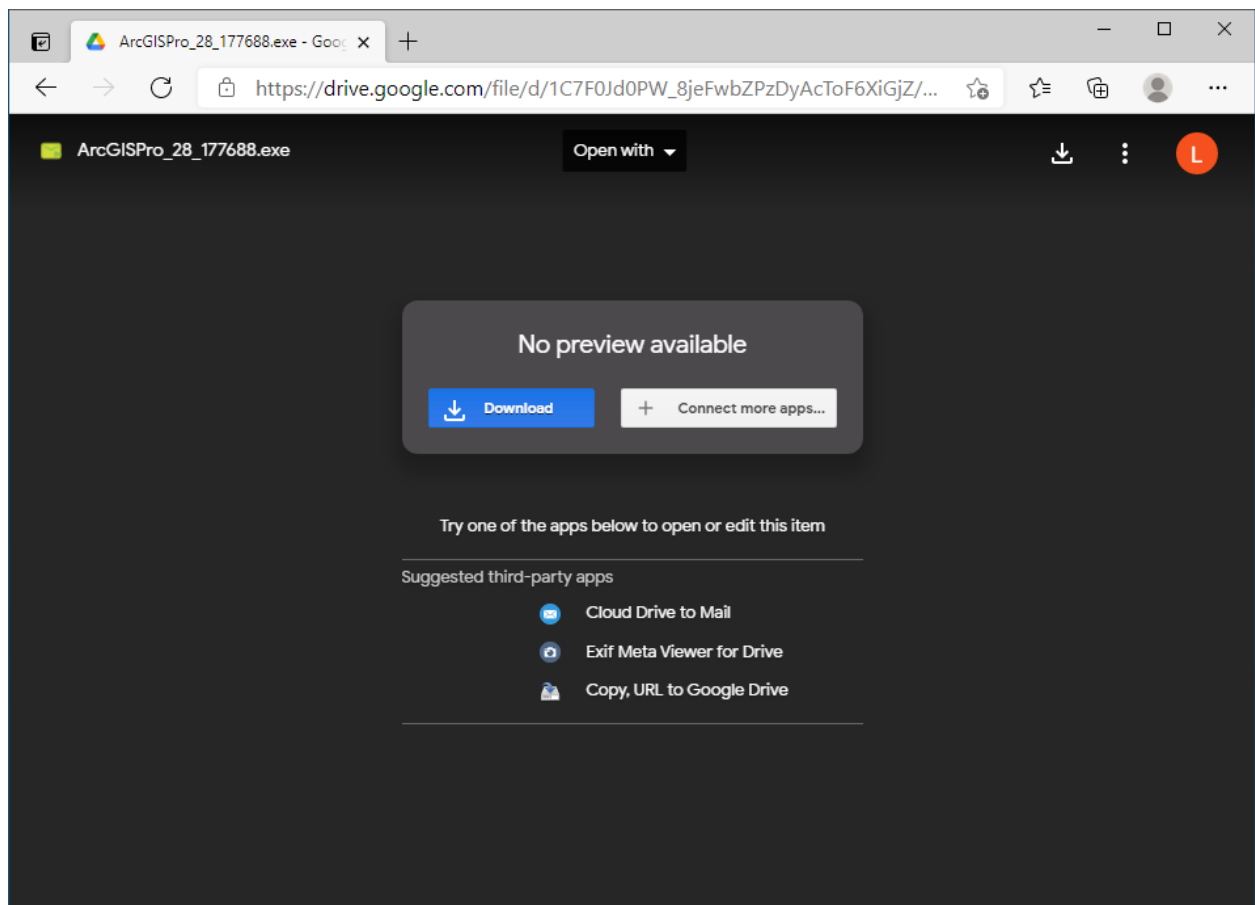 ArcGISPro_28_177688.exe - Goog
https://drive.google.com/file/d/1C7F0Jd0PW_8jeFwbZPzDyAcToF6XiGjZ/...
ArcGISPro_28_177688.exe
Open with
L
No preview available
Download
Connect more apps...
Try one of the apps below to open or edit this item
Suggested third-party apps
Cloud Drive to Mail
Exif Meta Viewer for Drive
Copy, URL to Google Drive